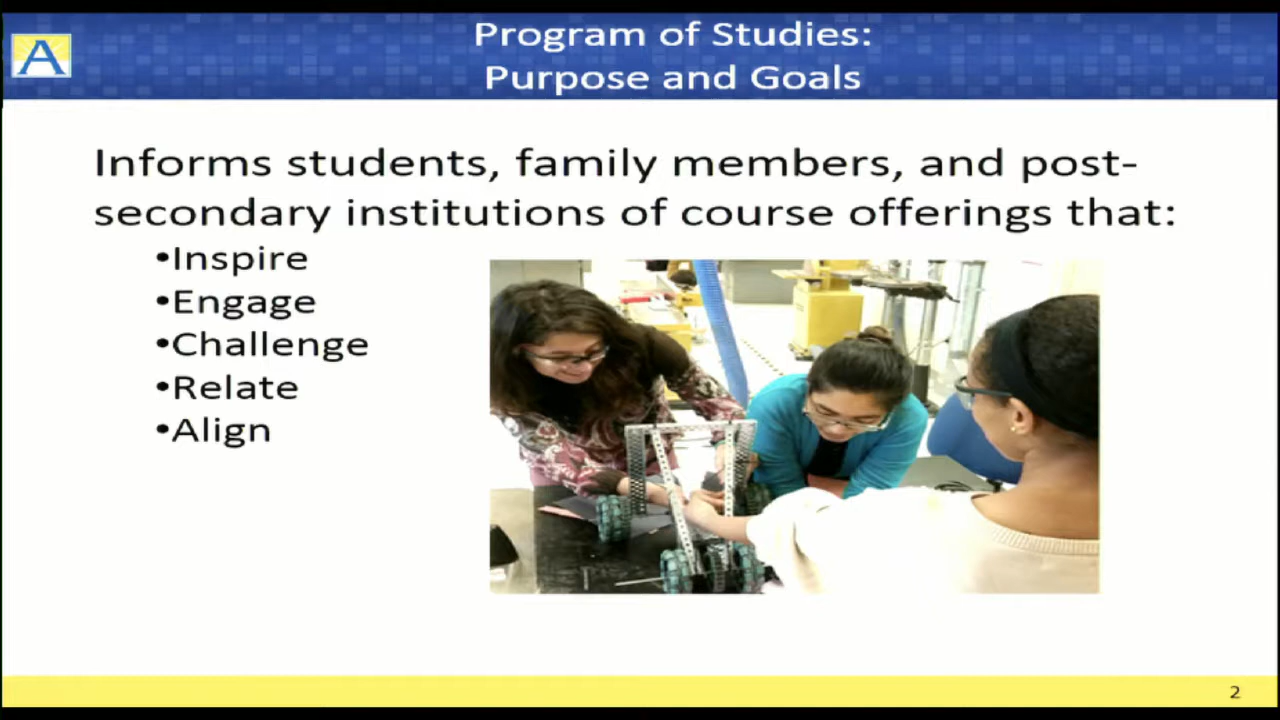 A
Program of Studies:
Purpose and Goals
Informs students, family members, and post-
secondary institutions of course offerings that:
•Inspire
•Engage
•Challenge
•Relate
•Align
2